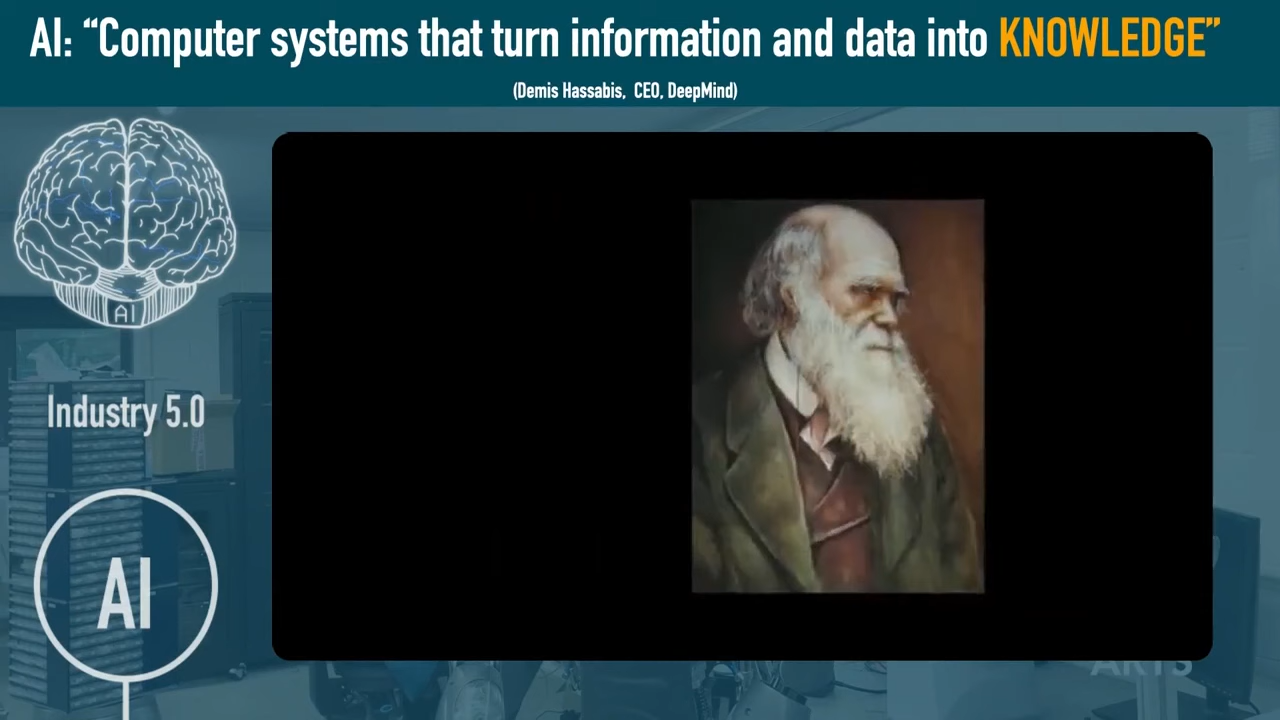 AI: “Computer systems that turn information and data into KNOWLEDGE”
(Demis Hassabis, CEO, DeepMind)
AI
Industry 5.0
AI
ARTS